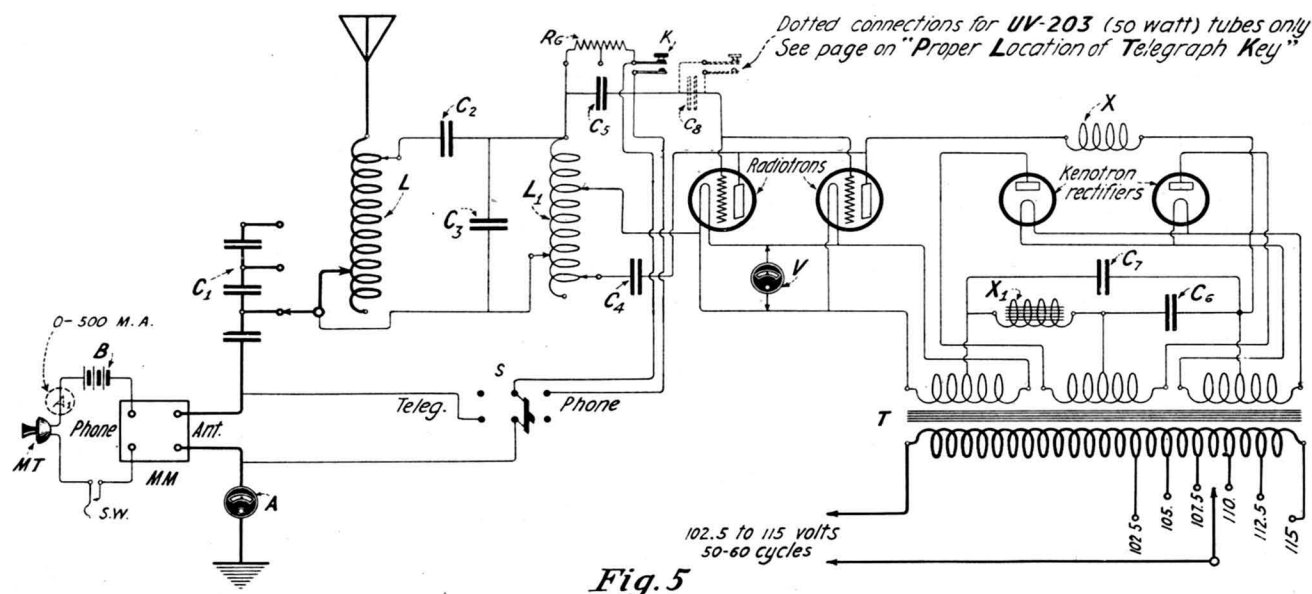 Dotted connections for UV-203 (50 watt) tubes only
See page on "Proper Location of Telegraph Key"
RG
K
C2
C5
C8
X
Radiotrons
Kenotron
rectifiers
L
L1
C3
C1
C4
V
C7
X1
C6
0-500 M.A.
B
A1
S
Teleg.
Phone
Phone
Ant.
T
MT
MM
A
S.W.
102.5
105.
107.5
110.
112.5
115
102.5 to 115 volts
50-60 cycles
Fig. 5